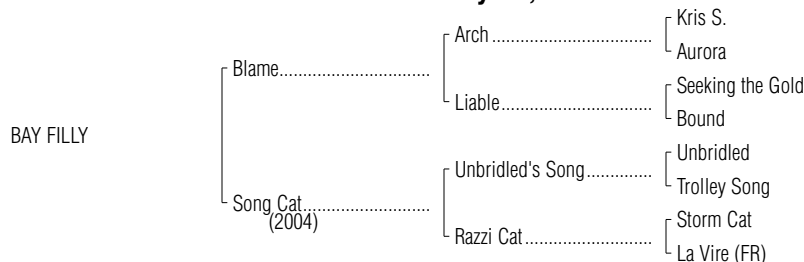 Kris S.
Arch
Aurora
Blame
Seeking the Gold
Liable
Bound
BAY FILLY
Unbridled
Unbridled's Song
Trolley Song
Song Cat
(2004)
Storm Cat
Razzi Cat
La Vire (FR)